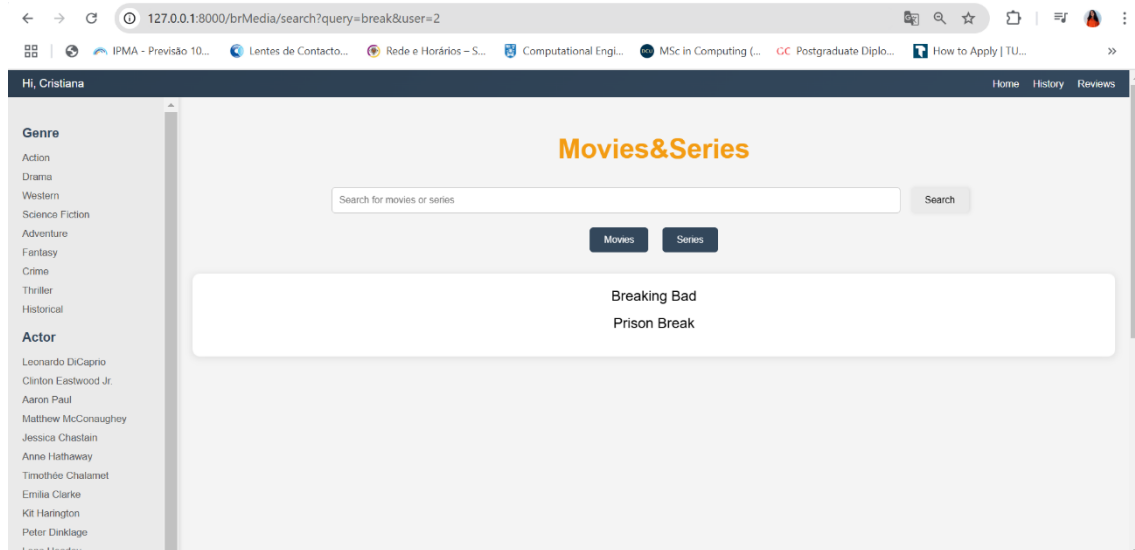 127.0.0.1:8000/brMedia/search?query=break&user=2
IPMA - Previsão 10... Lentes de Contacto... Rede e Horários – S... Computational Engi... MSc in Computing (... GC Postgraduate Diplo... How to Apply | TU... »
Hi, Cristiana Home History Reviews
Genre
Action
Drama
Western
Science Fiction
Adventure
Fantasy
Crime
Thriller
Historical
Actor
Leonardo DiCaprio
Clinton Eastwood Jr.
Aaron Paul
Matthew McConaughey
Jessica Chastain
Anne Hathaway
Timothée Chalamet
Emilia Clarke
Kit Harington
Peter Dinklage
Movies&Series
Search for movies or series Search
Movies Series
Breaking Bad
Prison Break